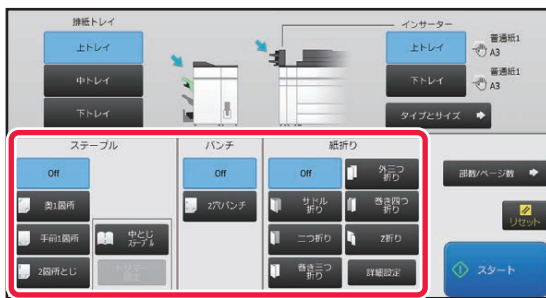 排紙トレイ
上トレイ
中トレイ
下トレイ
インサーター
上トレイ
普通紙1
A3
下トレイ
普通紙1
A3
タイプとサイズ
ステープル
Off
奥1箇所
手前1箇所
2箇所とじ
中とじ
ステープル
トリマー
設定
パンチ
Off
2穴パンチ
紙折り
Off
サドル
折り
二つ折り
巻き三つ
折り
外三つ
折り
巻き四つ
折り
Z折り
詳細設定
部数/ページ数
リセット
スタート